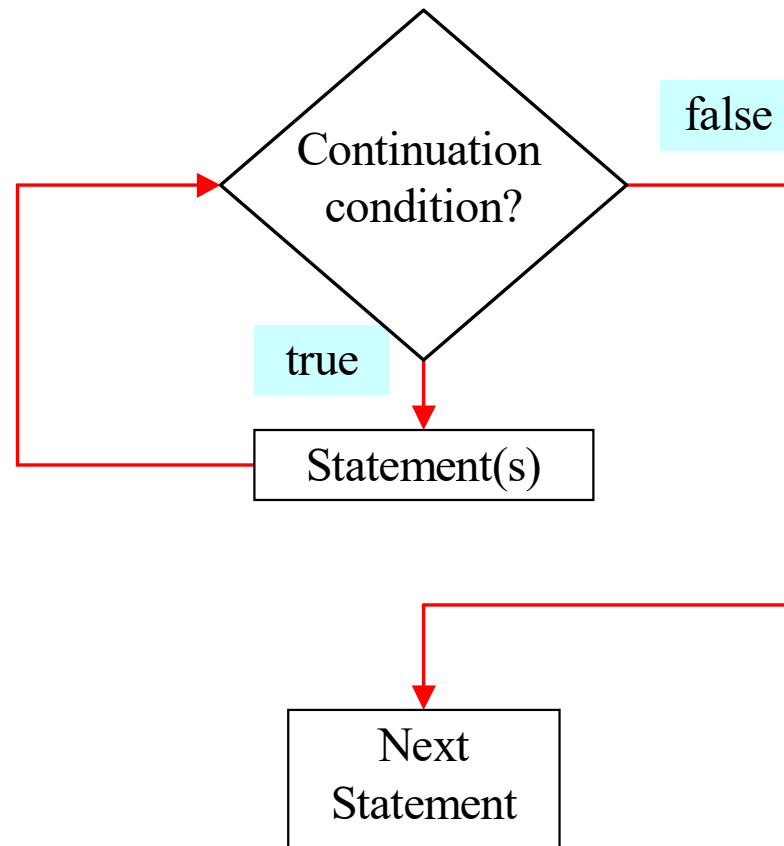 Continuation
condition?
false
true
Statement(s)
Next
Statement